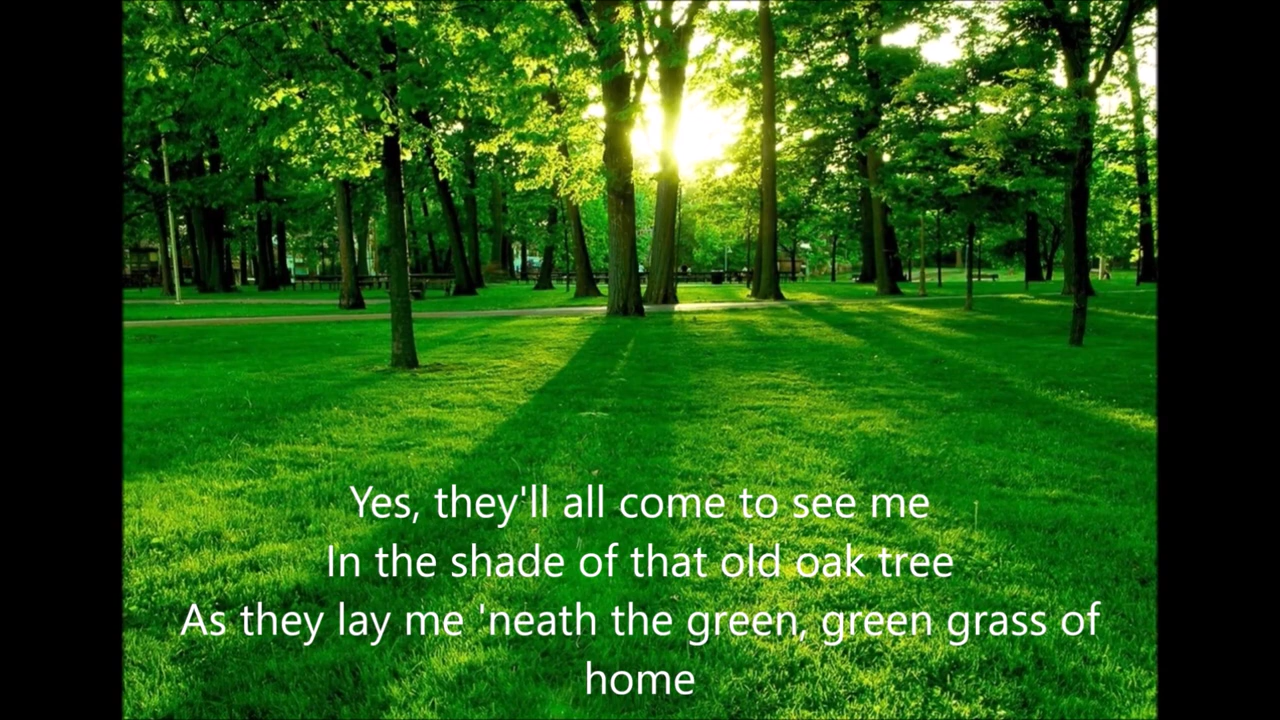 Yes, they'll all come to see me
In the shade of that old oak tree
As they lay me 'neath the green, green grass of
home